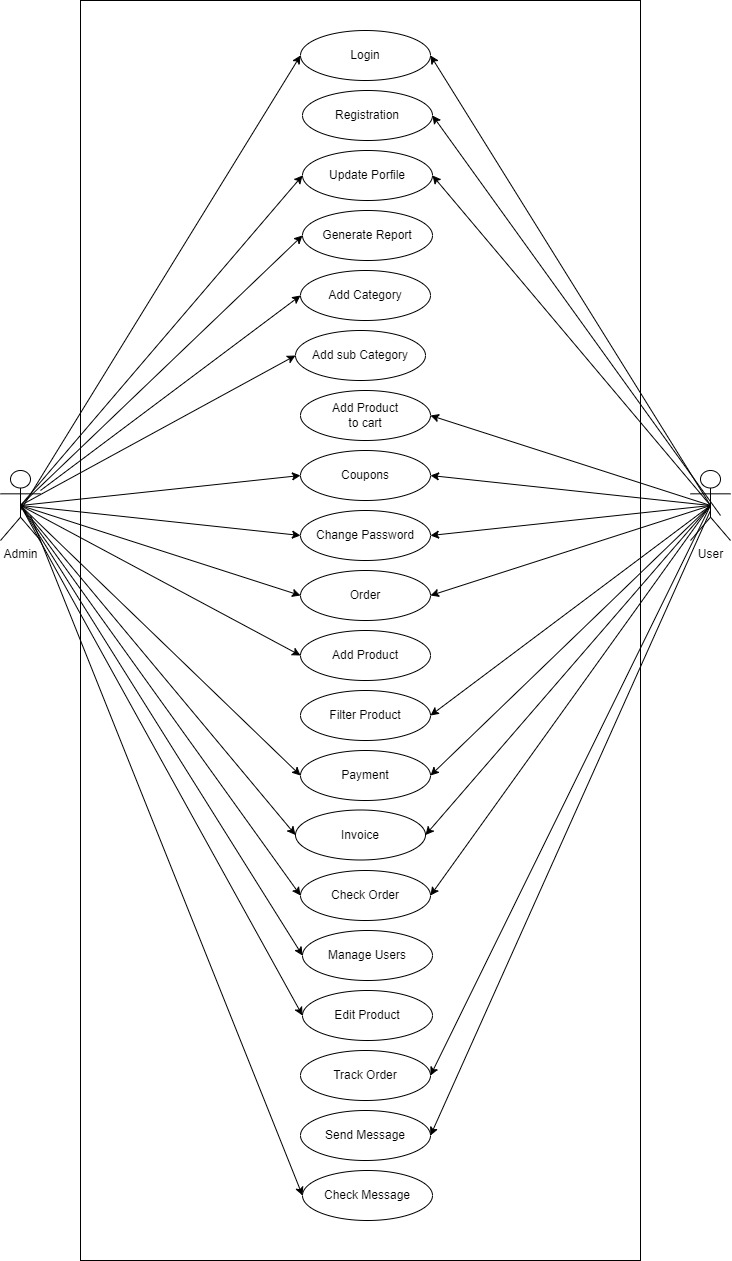 Login
Registration
Update Porfile
Generate Report
Add Category
Add sub Category
Add Product
to cart
Coupons
Change Password
Admin
User
Order
Add Product
Filter Product
Payment
Invoice
Check Order
Manage Users
Edit Product
Track Order
Send Message
Check Message